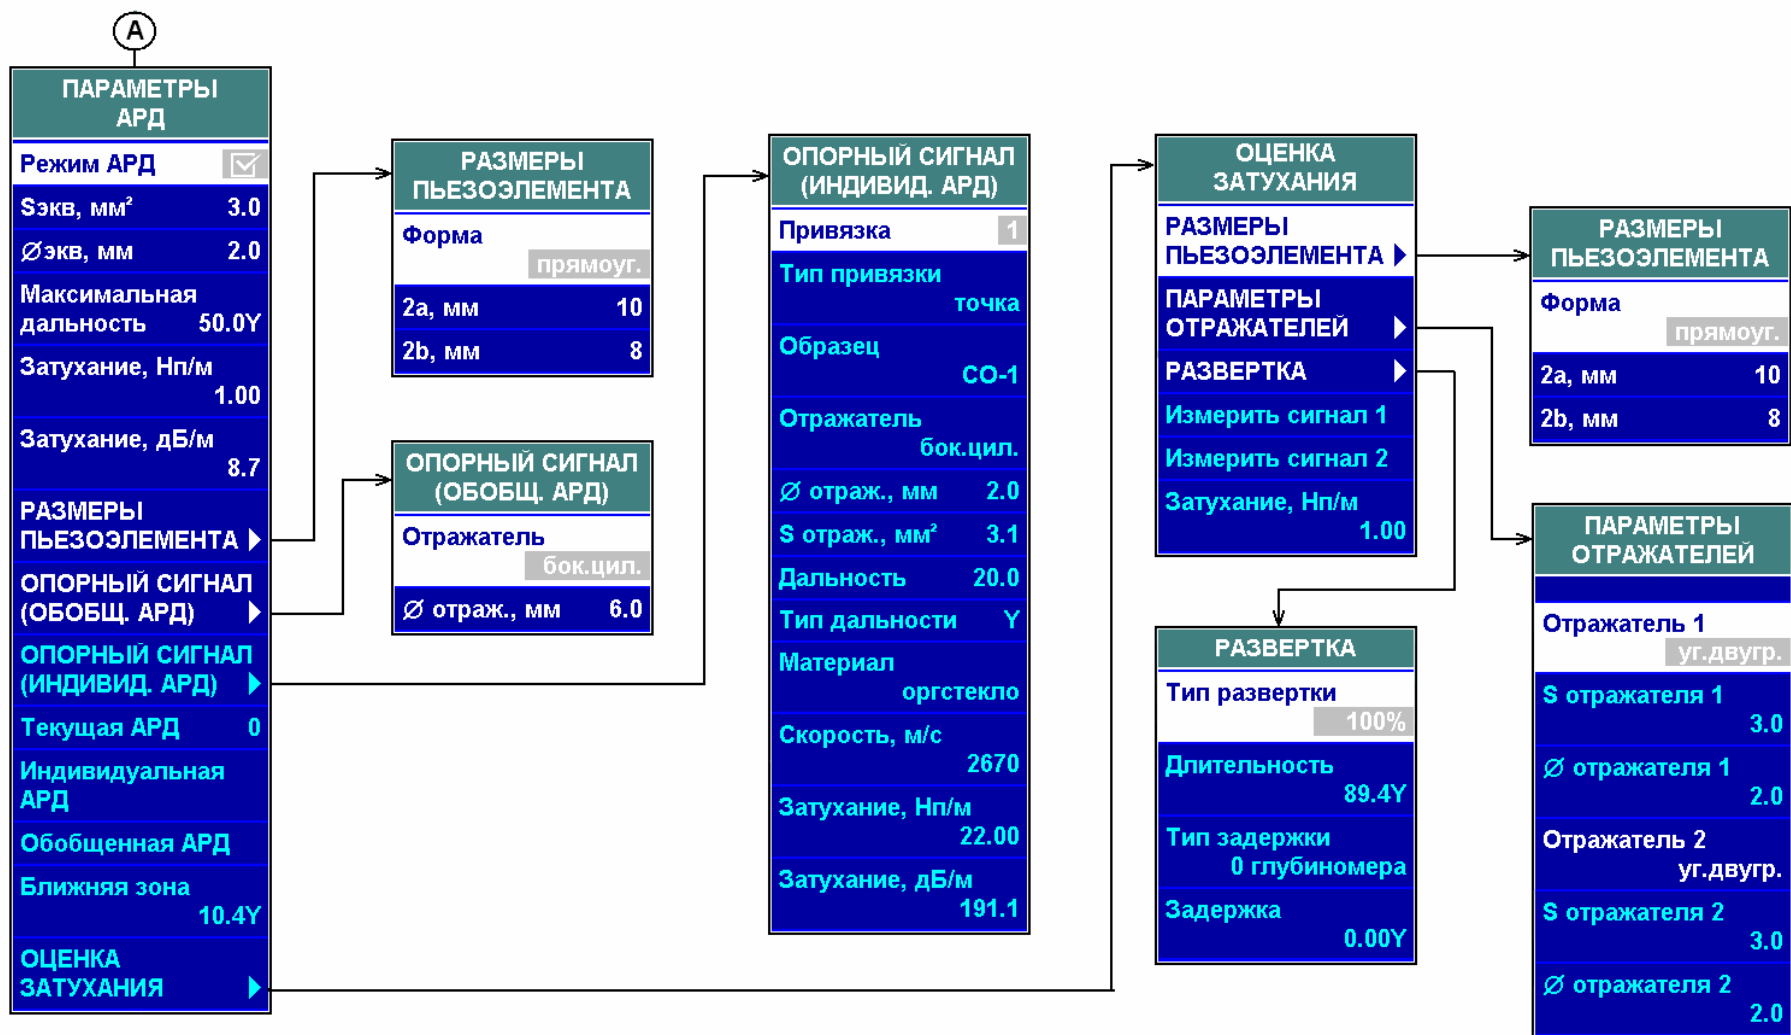 A
ПАРАМЕТРЫ
АРД
Режим АРД
Sэкв, мм² 3.0
∅экв, мм 2.0
Максимальная
дальность 50.0Y
Затухание, Нп/м
1.00
Затухание, дБ/м
8.7
РАЗМЕРЫ
ПЬЕЗОЭЛЕМЕНТА
ОПОРНЫЙ СИГНАЛ
(ОБОБЩ. АРД)
ОПОРНЫЙ СИГНАЛ
(ИНДИВИД. АРД)
Текущая АРД 0
Индивидуальная
АРД
Обобщенная АРД
Ближняя зона
10.4Y
ОЦЕНКА
ЗАТУХАНИЯ
РАЗМЕРЫ
ПЬЕЗОЭЛЕМЕНТА
Форма
прямоуг.
2a, мм 10
2b, мм 8
ОПОРНЫЙ СИГНАЛ
(ОБОБЩ. АРД)
Отражатель
бок.цил.
∅ отраж., мм 6.0
ОПОРНЫЙ СИГНАЛ
(ИНДИВИД. АРД)
Привязка 1
Тип привязки
точка
Образец
СО-1
Отражатель
бок.цил.
∅ отраж., мм 2.0
S отраж., мм² 3.1
Дальность 20.0
Тип дальности Y
Материал
оргстекло
Скорость, м/с
2670
Затухание, Нп/м
22.00
Затухание, дБ/м
191.1
ОЦЕНКА
ЗАТУХАНИЯ
РАЗМЕРЫ
ПЬЕЗОЭЛЕМЕНТА
ПАРАМЕТРЫ
ОТРАЖАТЕЛЕЙ
РАЗВЕРТКА
Измерить сигнал 1
Измерить сигнал 2
Затухание, Нп/м
1.00
РАЗВЕРТКА
Тип развертки
100%
Длительность
89.4Y
Тип задержки
0 глубиномера
Задержка
0.00Y
РАЗМЕРЫ
ПЬЕЗОЭЛЕМЕНТА
Форма
прямоуг.
2a, мм 10
2b, мм 8
ПАРАМЕТРЫ
ОТРАЖАТЕЛЕЙ
Отражатель 1
уг.двугр.
S отражателя 1
3.0
∅ отражателя 1
2.0
Отражатель 2
уг.двугр.
S отражателя 2
3.0
∅ отражателя 2
2.0